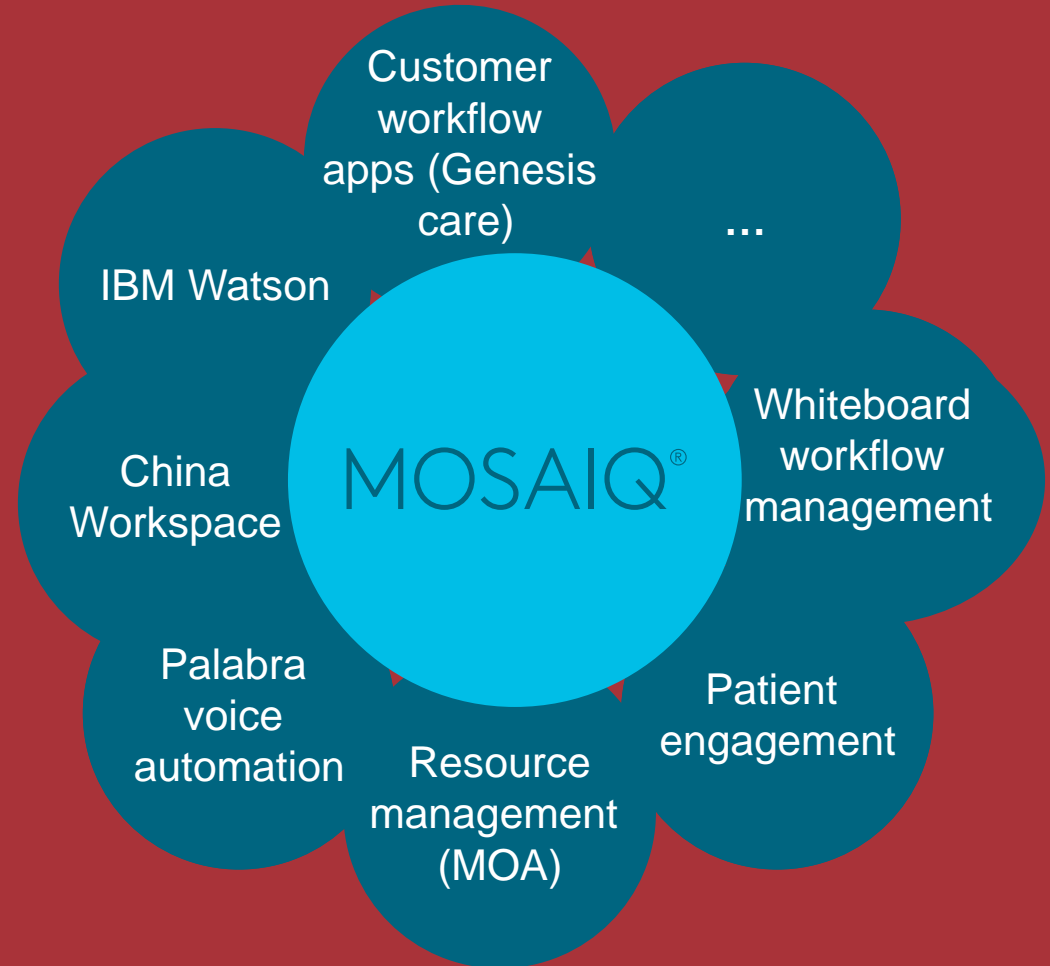 Customer
workflow
apps (Genesis
care)
...
IBM Watson
Whiteboard
workflow
management
China
Workspace
MOSAIQ®
Palabra
voice
automation
Patient
engagement
Resource
management
(MOA)